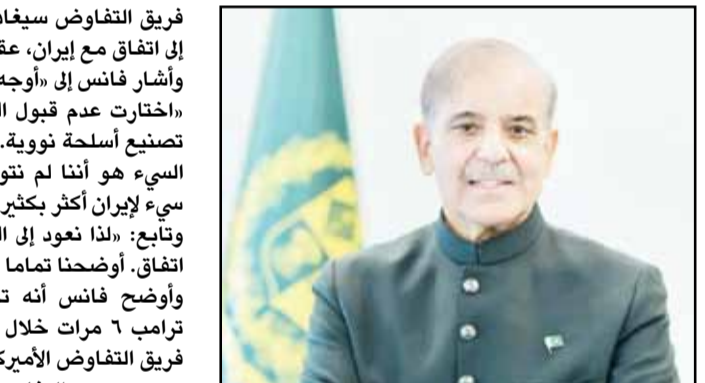 فريق التفاوض سيغاد
إلى اتفاق مع إيران، عق
وأشار فانس إلى «أوجه
«اختارت عدم قبول ال
تصنيع أسلحة نووية.
السيء هو أننا لم نتو
سيء لإيران أكثر بكثير
وتابع: «لذا نعود إلى ال
اتفاق. أوضحنا تماما
وأوضح فانس أنه ت
ترامب ٦ مرات خلال
فريق التفاوض الأميرك